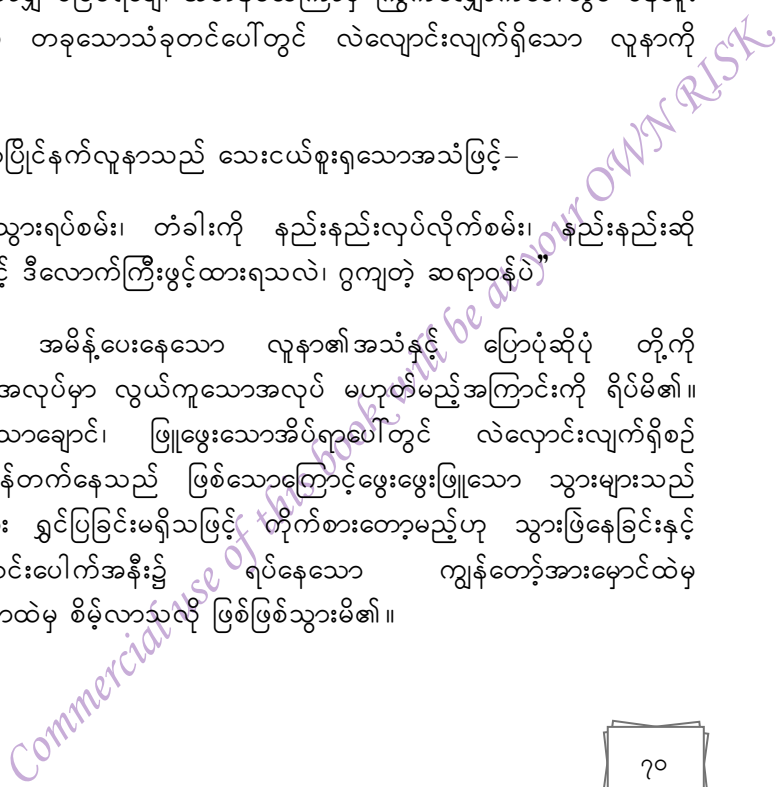 တခုသောသံခုတင်ပေါ်တွင် လဲလျောင်းလျက်ရှိသော လူနာကို
ပြိုင်နက်လူနာသည် သေးငယ်စူးရှသောအသံဖြင့်–
သွားရပ်စမ်း၊ တံခါးကို နည်းနည်းလှပ်လိုက်စမ်း၊ နည်းနည်းဆို
ဒီလောက်ကြီးဖွင့်ထားရသလဲ၊ ဂွကျတဲ့ ဆရာဝန်ပဲ”
အမိန့်ပေးနေသော လူနာ၏အသံနှင့် ပြောပုံဆိုပုံ တို့ကို
အလုပ်မှာ လွယ်ကူသောအလုပ် မဟုတ်မည့်အကြောင်းကို ရိပ်မိ၏။
သာချောင်၊ ဖြူဖွေးသောအိပ်ရာပေါ်တွင် လဲလှောင်းလျက်ရှိစဉ်
န်တက်နေသည် ဖြစ်သောကြောင့်ဖွေးဖွေးဖြူသော သွားများသည်
ရွှင်ပြခြင်းမရှိသဖြင့် ကိုက်စားတော့မည့်ဟု သွားဖြဲနေခြင်းနှင့်
င်းပေါက်အနီး၌ ရပ်နေသော ကျွန်တော့်အားမှောင်ထဲမှ
ာထဲမှ စိမ့်လာသလို ဖြစ်ဖြစ်သွားမိ၏။
Commercial use of this book will be at your OWN RISK.
၇၀